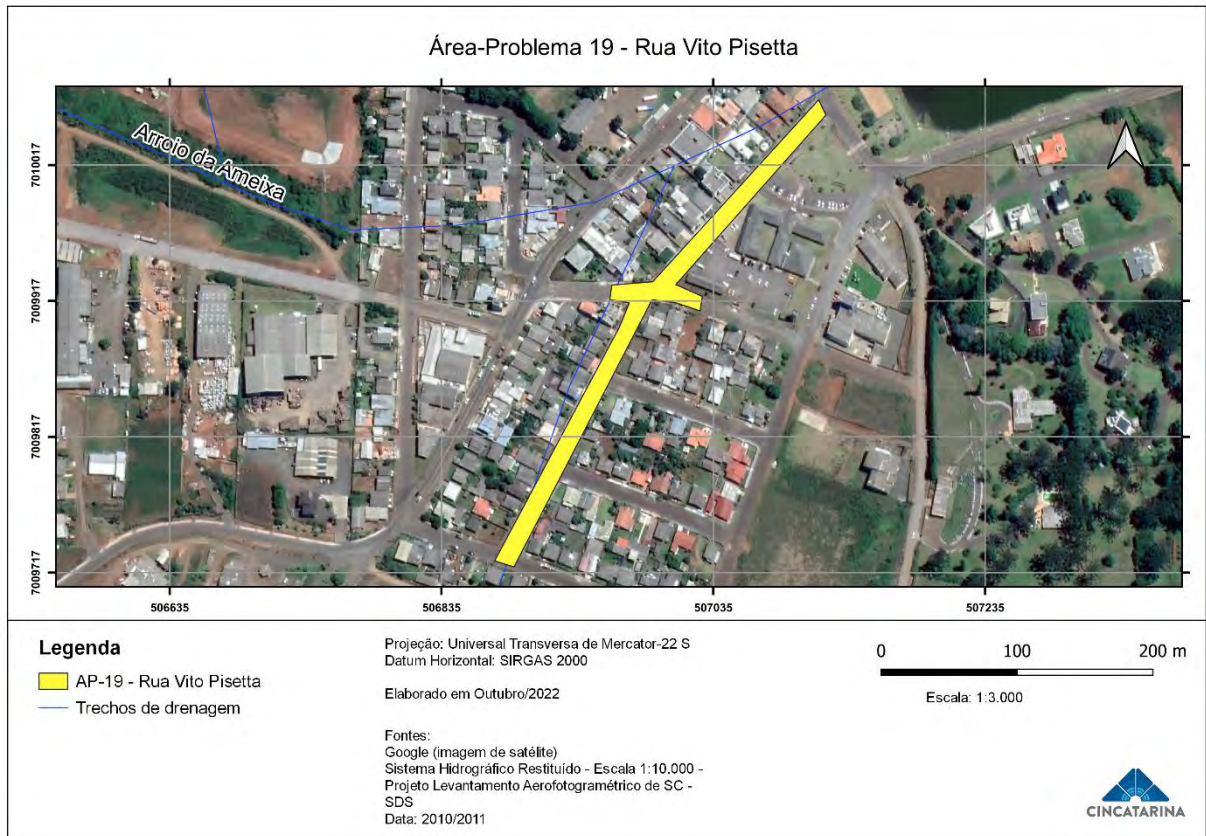 Área-Problema 19 - Rua Vito Pisetta
Arroio da Ameixa
7010017
7009917
7009817
7009717
506635
506835
507035
507235
Legenda
AP-19 - Rua Vito Pisetta
Trechos de drenagem
Projeção: Universal Transversa de Mercator-22 S
Datum Horizontal: SIRGAS 2000
Elaborado em Outubro/2022
Fontes:
Google (imagem de satélite)
Sistema Hidrográfico Restituído - Escala 1:10.000 -
Projeto Levantamento Aerofotogramétrico de SC -
SDS
Data: 2010/2011
0
100
200 m
Escala: 1:3.000
CINCATARINA